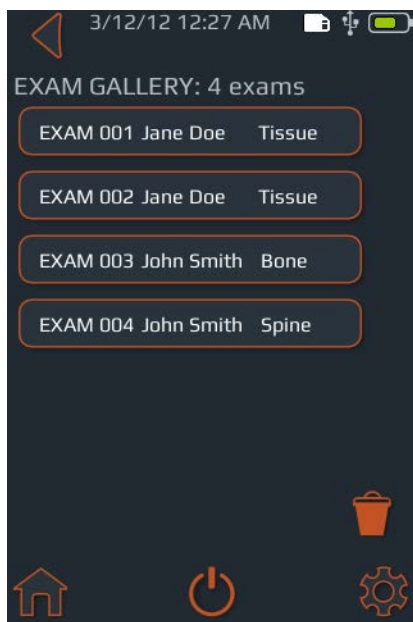 3/12/12 12:27 AM
EXAM GALLERY: 4 exams
EXAM 001 Jane Doe Tissue
EXAM 002 Jane Doe Tissue
EXAM 003 John Smith Bone
EXAM 004 John Smith Spine